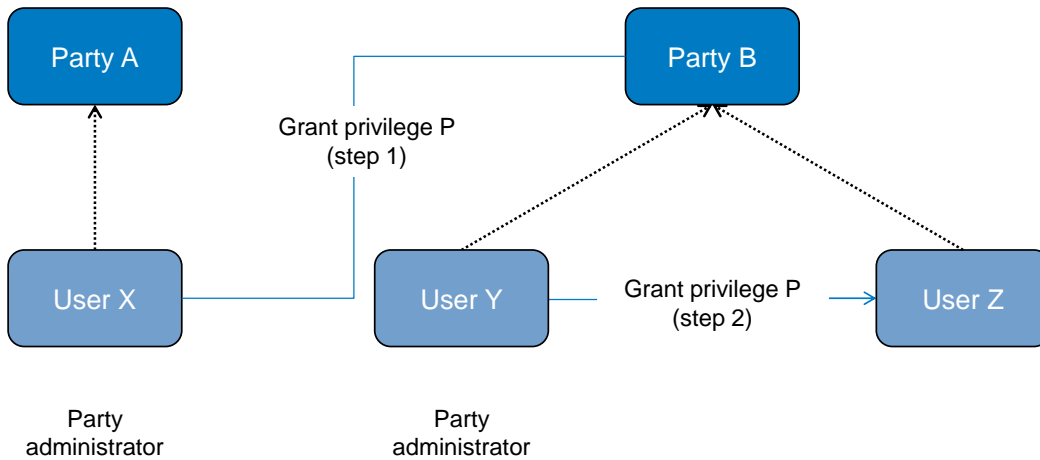 Party A
Party B
Grant privilege P
(step 1)
User X
User Y
Grant privilege P
(step 2)
User Z
Party
administrator
Party
administrator